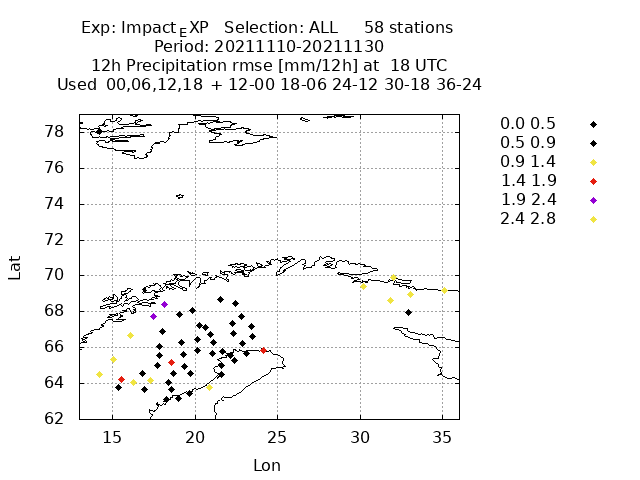 Exp: Impact_EXP   Selection: ALL     58 stations
Period: 20211110-20211130
12h Precipitation rmse [mm/12h] at  18 UTC
Used  00,06,12,18  + 12-00 18-06 24-12 30-18 36-24
0.0 0.5
0.5 0.9
0.9 1.4
1.4 1.9
1.9 2.4
2.4 2.8
78
76
74
72
70
68
66
64
62
Lat
15 20 25 30 35
Lon